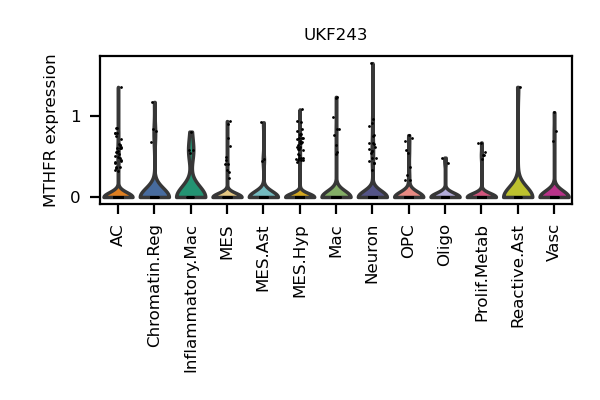 UKF243
MTHFR expression
1
0
AC
Chromatin.Reg
Inflammatory.Mac
MES
MES.Ast
MES.Hyp
Mac
Neuron
OPC
Oligo
Prolif.Metab
Reactive.Ast
Vasc